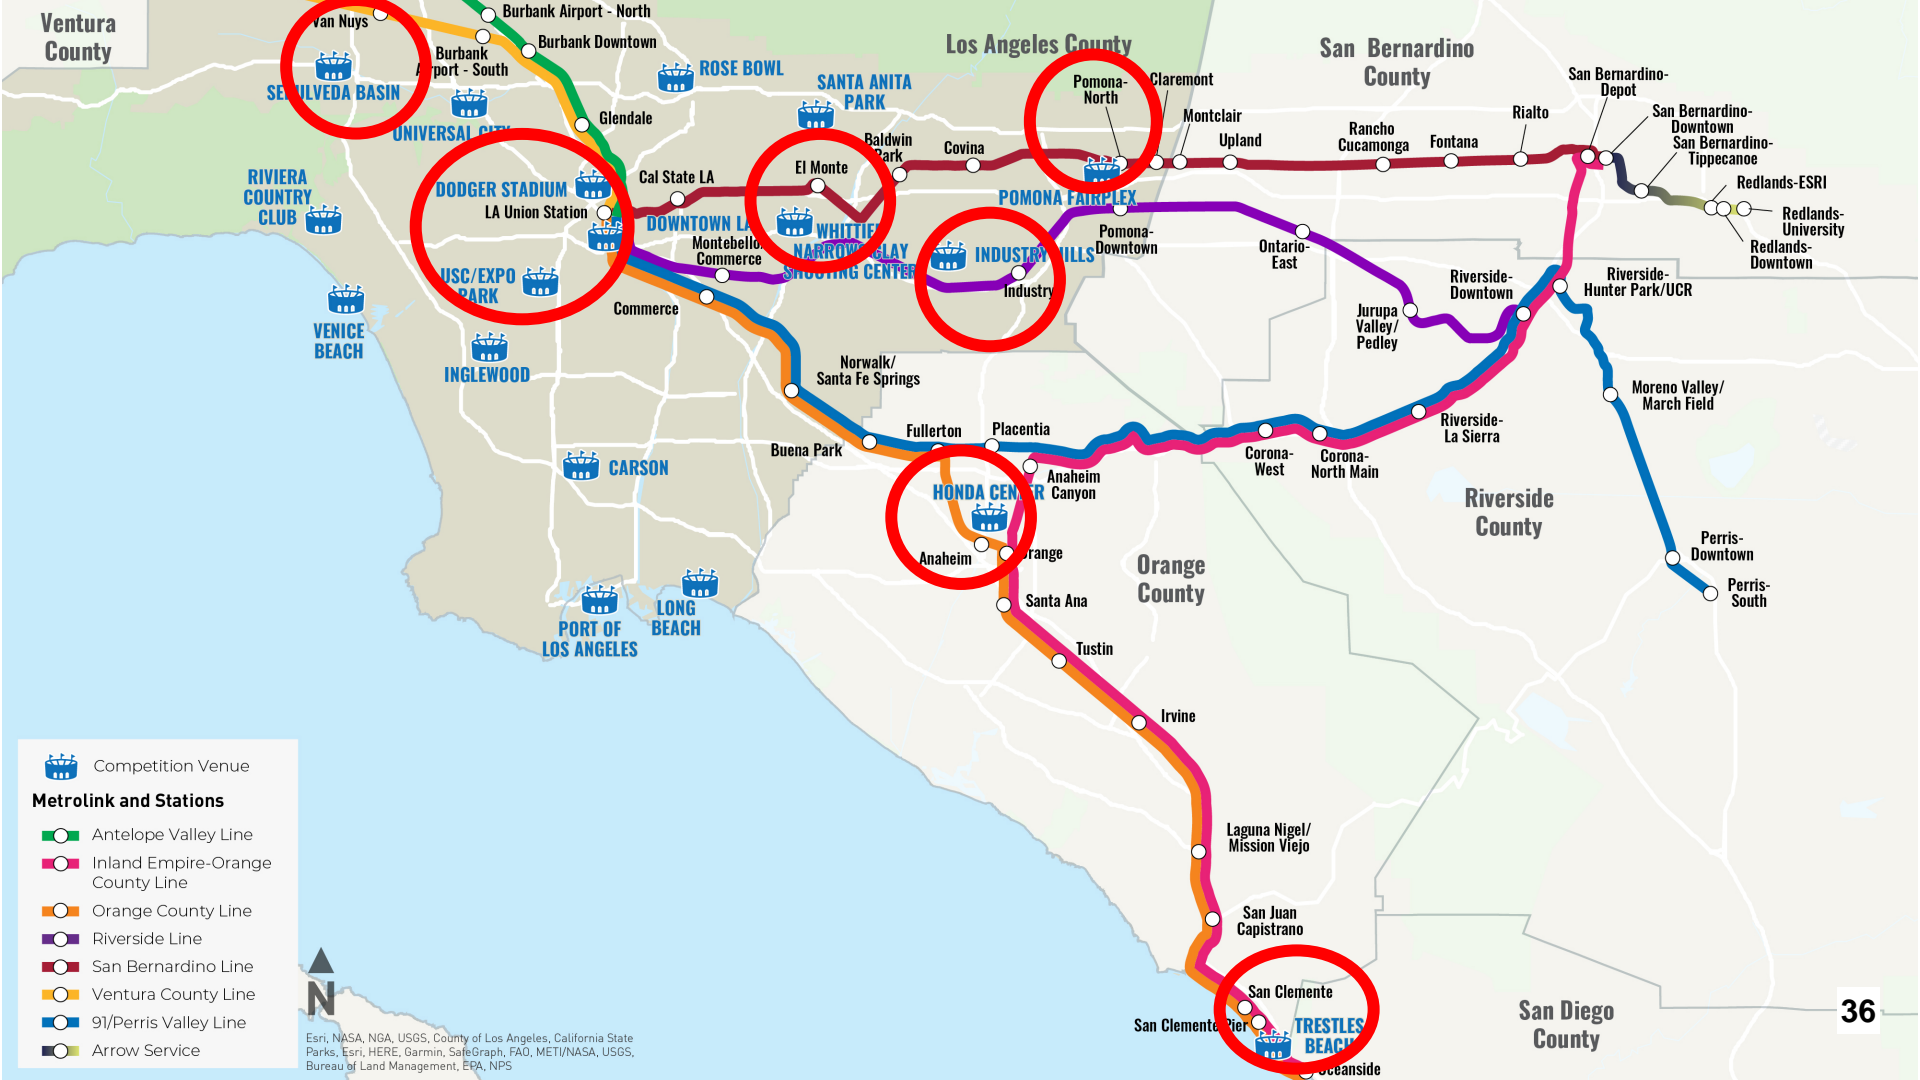 Ventura
County
Van Nuys
Burbank Airport - North
Burbank Downtown
Burbank
Airport - South
SEPULVEDA BASIN
UNIVERSAL CITY
ROSE BOWL
SANTA ANITA
PARK
Los Angeles County
San Bernardino
County
Glendale
RIVIERA
COUNTRY
CLUB
DODGER STADIUM
LA Union Station
Cal State LA
DOWNTOWN LA
El Monte
Baldwin
Park
Covina
Pomona-
North
Claremont
Montclair
Upland
Rancho
Cucamonga
Fontana
Rialto
San Bernardino-
Depot
San Bernardino-
Downtown
San Bernardino-
Tippecanoe
Redlands-ESRI
Redlands-
University
Redlands-
Downtown
POMONA FAIRPLEX
Pomona-
Downtown
WHITTIER
NARROWS CLAY
SHOOTING CENTER
Montebello/
Commerce
INDUSTRY HILLS
Industry
Ontario-
East
USC/EXPO
PARK
Commerce
VENICE
BEACH
INGLEWOOD
Jurupa
Valley/
Pedley
Riverside-
Downtown
Riverside-
Hunter Park/UCR
Norwalk/
Santa Fe Springs
Moreno Valley/
March Field
Buena Park
Fullerton
Placentia
Riverside-
La Sierra
Corona-
West
Corona-
North Main
Anaheim
Canyon
HONDA CENTER
Anaheim
Orange
CARSON
Riverside
County
Perris-
Downtown
Perris-
South
Orange
County
PORT OF
LOS ANGELES
LONG
BEACH
Santa Ana
Tustin
Irvine
Laguna Nigel/
Mission Viejo
San Juan
Capistrano
San Clemente
San Clemente Pier
TRESTLES
BEACH
Oceanside
San Diego
County
36
Competition Venue
Metrolink and Stations
Antelope Valley Line
Inland Empire-Orange
County Line
Orange County Line
Riverside Line
San Bernardino Line
Ventura County Line
91/Perris Valley Line
Arrow Service
N
Esri, NASA, NGA, USGS, County of Los Angeles, California State
Parks, Esri, HERE, Garmin, SafeGraph, FAO, METI/NASA, USGS,
Bureau of Land Management, EPA, NPS